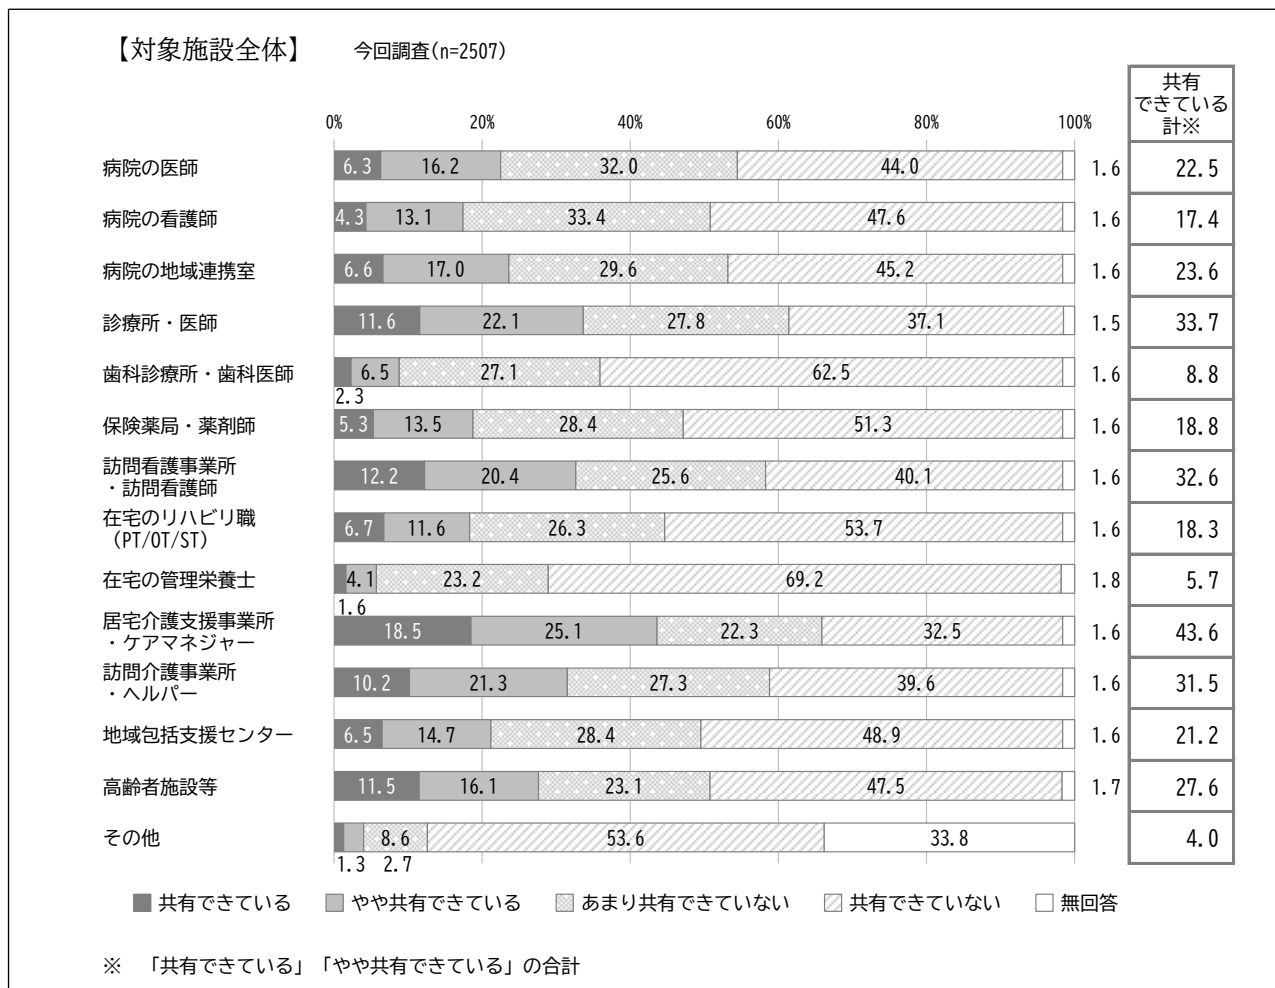 【対象施設全体】 今回調査(n=2507)
共有
できている
計※
0% 20% 40% 60% 80% 100%
病院の医師 6.3 16.2 32.0 44.0 1.6 22.5
病院の看護師 4.3 13.1 33.4 47.6 1.6 17.4
病院の地域連携室 6.6 17.0 29.6 45.2 1.6 23.6
診療所・医師 11.6 22.1 27.8 37.1 1.5 33.7
歯科診療所・歯科医師 6.5 27.1 62.5 1.6 8.8
2.3
保険薬局・薬剤師 5.3 13.5 28.4 51.3 1.6 18.8
訪問看護事業所
・訪問看護師 12.2 20.4 25.6 40.1 1.6 32.6
在宅のリハビリ職
(PT/OT/ST) 6.7 11.6 26.3 53.7 1.6 18.3
在宅の管理栄養士 4.1 23.2 69.2 1.8 5.7
1.6
居宅介護支援事業所
・ケアマネジャー 18.5 25.1 22.3 32.5 1.6 43.6
訪問介護事業所
・ヘルパー 10.2 21.3 27.3 39.6 1.6 31.5
地域包括支援センター 6.5 14.7 28.4 48.9 1.6 21.2
高齢者施設等 11.5 16.1 23.1 47.5 1.7 27.6
その他 8.6 53.6 33.8 4.0
1.3 2.7
共有できている やや共有できている あまり共有できていない 共有できていない 無回答
※ 「共有できている」「やや共有できている」の合計